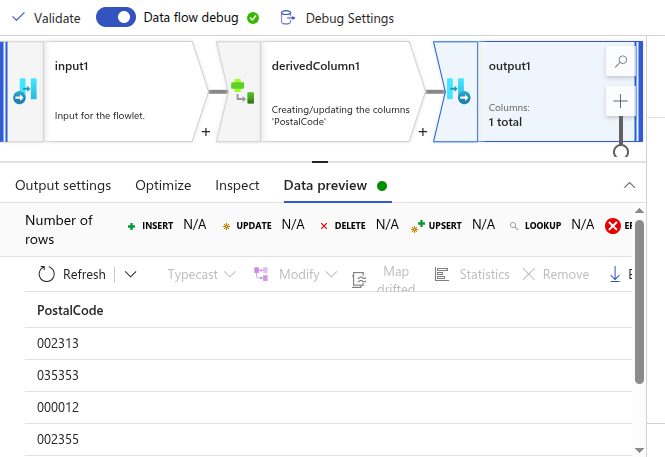 Validate
Data flow debug
Debug Settings
input1
Input for the flowlet.
derivedColumn1
Creating/updating the columns
'PostalCode'
output1
Columns:
1 total
Output settings
Optimize
Inspect
Data preview
Number of
rows
INSERT N/A
UPDATE N/A
DELETE N/A
UPSERT N/A
LOOKUP N/A
Refresh
Typecast
Modify
Map
drifted
Statistics
Remove
PostalCode
002313
035353
000012
002355